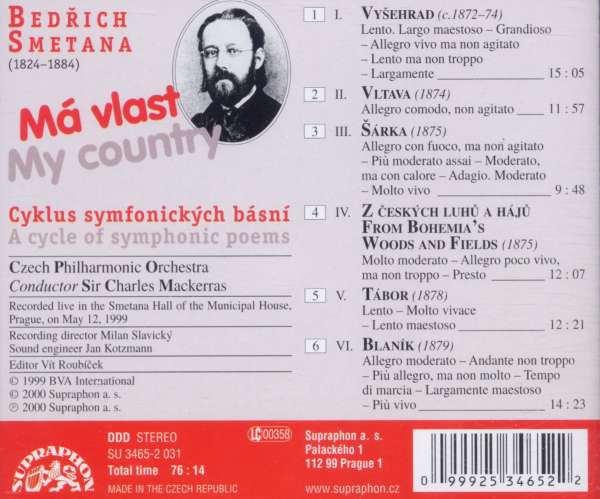 BEDŘICH
SMETANA
(1824–1884)
Má vlast
My country
Cyklus symfonických básní
A cycle of symphonic poems
Czech Philharmonic Orchestra
Conductor Sir Charles Mackerras
Recorded live in the Smetana Hall of the Municipal House,
Prague, on May 12, 1999
Recording director Milan Slavický
Sound engineer Jan Kotzmann
Editor Vít Roubíček
© 1999 BVA International
© 2000 Supraphon a. s.
℗ 2000 Supraphon a. s.
1 I. VYŠEHRAD (c.1872–74)
Lento. Largo maestoso – Grandioso
– Allegro vivo ma non agitato
– Lento ma non troppo
– Largamente 15 : 05
2 II. VLTAVA (1874)
Allegro comodo, non agitato 11 : 57
3 III. ŠÁRKA (1875)
Allegro con fuoco, ma non agitato
– Più moderato assai – Moderato,
ma con calore – Adagio. Moderato
– Molto vivo 9 : 48
4 IV. Z ČESKÝCH LUHŮ A HÁJŮ
FROM BOHEMIA'S
WOODS AND FIELDS (1875)
Molto moderato – Allegro poco vivo,
ma non troppo – Presto 12 : 07
5 V. TÁBOR (1878)
Lento – Molto vivace
– Lento maestoso 12 : 21
6 VI. BLANÍK (1879)
Allegro moderato – Andante non troppo
– Più allegro, ma non molto – Tempo
di marcia – Largamente maestoso
– Più vivo 14 : 23
SUPRAPHON
DDD STEREO
SU 3465-2 031
Total time 76 : 14
MADE IN THE CZECH REPUBLIC
LC 00358
Supraphon a. s.
Palackého 1
112 99 Prague 1
www.supraphon.cz
0 99925 34652 2